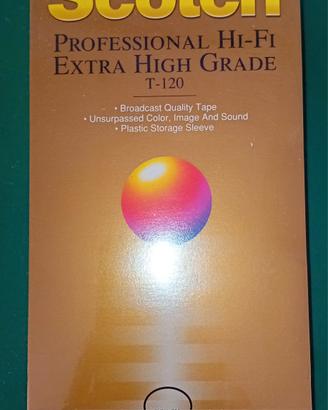 Scotch
PROFESSIONAL HI-FI
EXTRA HIGH GRADE
T-120
• Broadcast Quality Tape
• Unsurpassed Color, Image And Sound
• Plastic Storage Sleeve